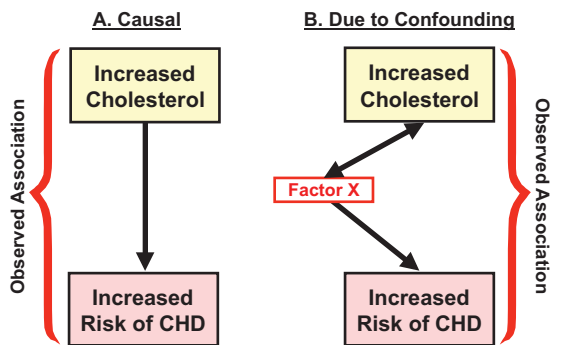 A. Causal
B. Due to Confounding
Observed Association
Increased
Cholesterol
Increased
Risk of CHD
Increased
Cholesterol
Factor X
Increased
Risk of CHD
Observed Association